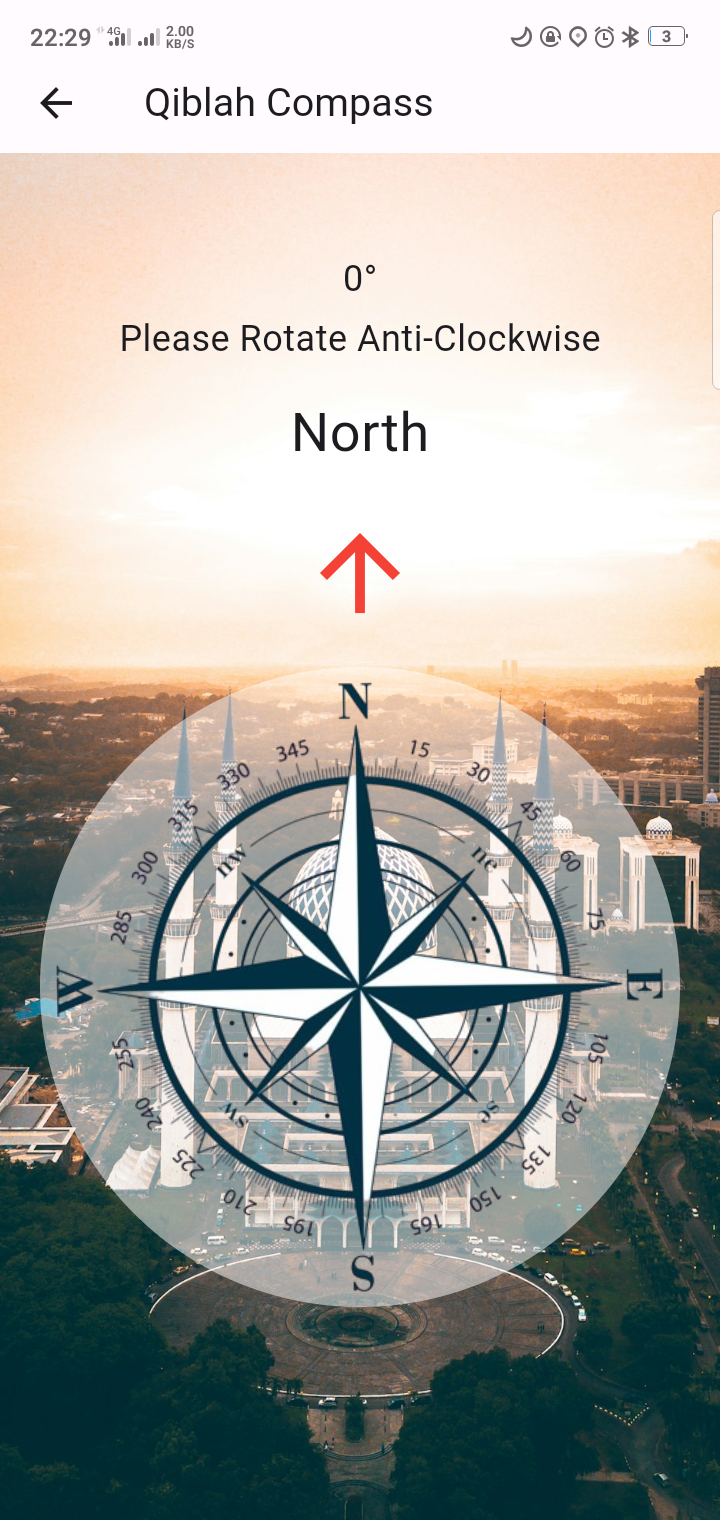 22:29 4G 2.00
KB/S
3
Qiblah Compass
0°
Please Rotate Anti-Clockwise
North
N
345 15
330 30
315 45
nw ne
300 60
285 75
W E
255 105
240 120
sw se
225 135
210 150
195 165
S